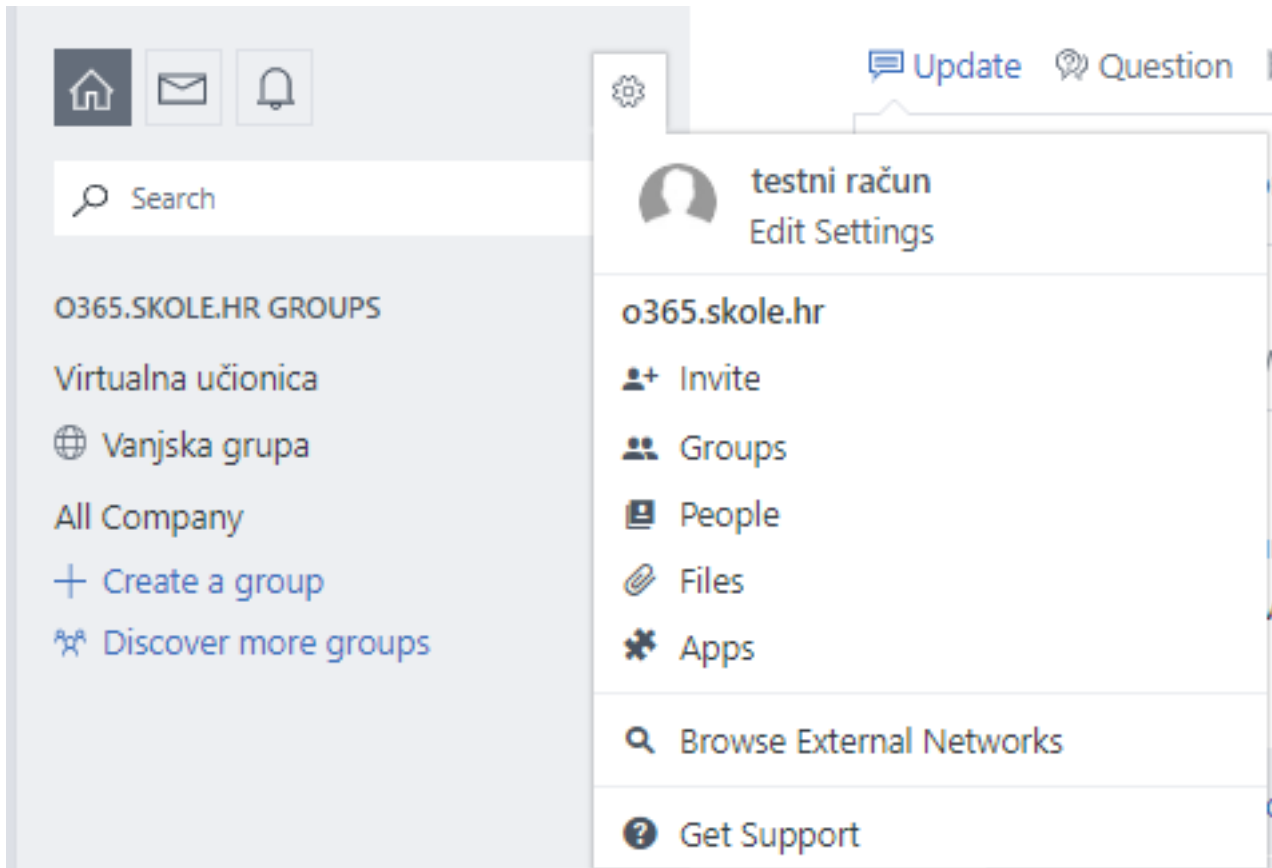 Update
Question
Search
testni račun
Edit Settings
O365.SKOLE.HR GROUPS
Virtualna učionica
Vanjska grupa
All Company
Create a group
Discover more groups
o365.skole.hr
Invite
Groups
People
Files
Apps
Browse External Networks
Get Support